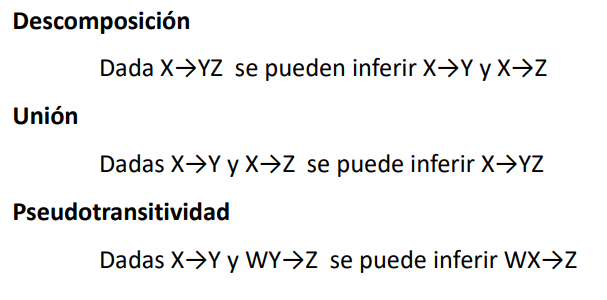 Descomposición
Dada X→YZ se pueden inferir X→Y y X→Z
Unión
Dadas X→Y y X→Z se puede inferir X→YZ
Pseudotransitividad
Dadas X→Y y WY→Z se puede inferir WX→Z